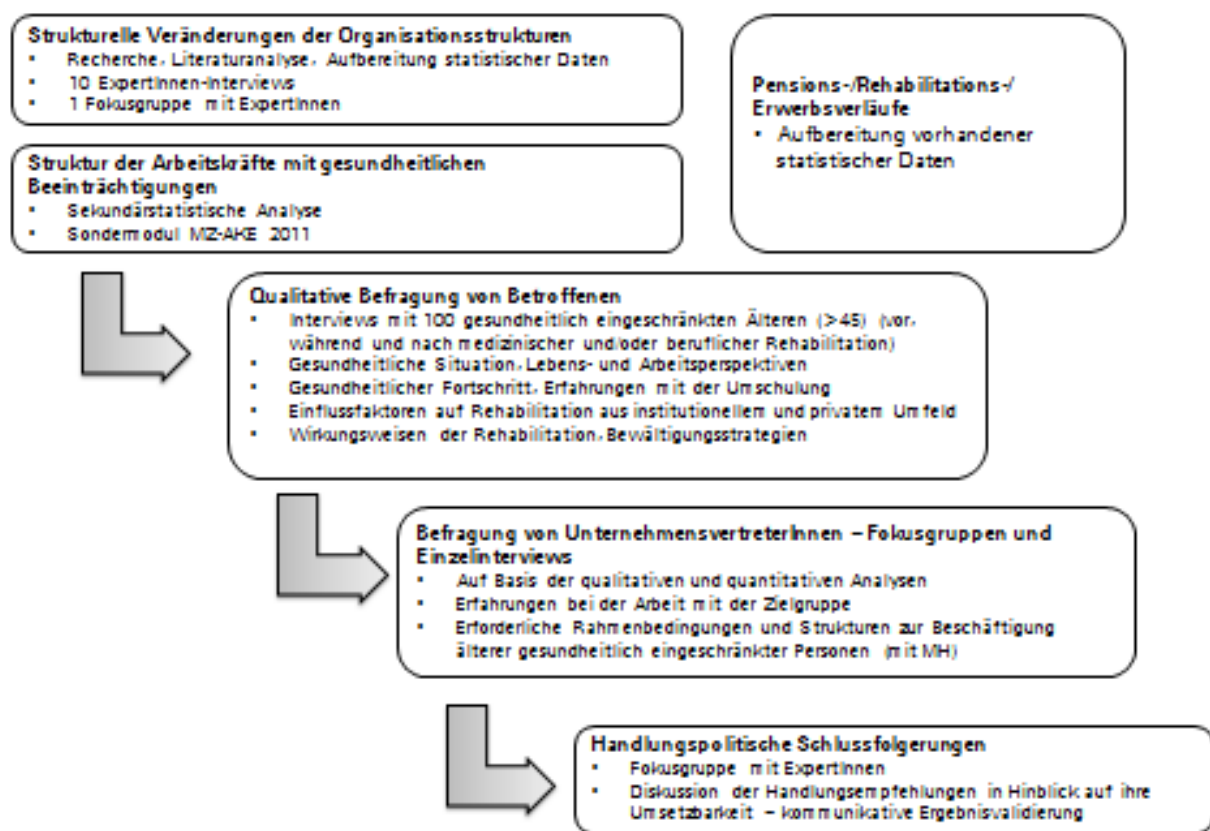 Strukturelle Veränderungen der Organisationsstrukturen
▪ Recherche, Literaturanalyse, Aufbereitung statistischer Daten
▪ 10 ExpertInnen-Interviews
▪ 1 Fokusgruppe mit ExpertInnen
Pensions-/Rehabilitations-/
Erwerbsverläufe
▪ Aufbereitung vorhandener
statistischer Daten
Struktur der Arbeitskräfte mit gesundheitlichen
Beeinträchtigungen
▪ Sekundärstatistische Analyse
▪ Sondermodul MZ-AKE 2011
Qualitative Befragung von Betroffenen
▪ Interviews mit 100 gesundheitlich eingeschränkten Älteren (>45) (vor,
während und nach medizinischer und/oder beruflicher Rehabilitation)
▪ Gesundheitliche Situation, Lebens- und Arbeitsperspektiven
▪ Gesundheitlicher Fortschritt, Erfahrungen mit der Umschulung
▪ Einflussfaktoren auf Rehabilitation aus institutionellem und privatem Umfeld
▪ Wirkungsweisen der Rehabilitation, Bewältigungsstrategien
Befragung von UnternehmensvertreterInnen – Fokusgruppen und
Einzelinterviews
▪ Auf Basis der qualitativen und quantitativen Analysen
▪ Erfahrungen bei der Arbeit mit der Zielgruppe
▪ Erforderliche Rahmenbedingungen und Strukturen zur Beschäftigung
älterer gesundheitlich eingeschränkter Personen (mit MH)
Handlungspolitische Schlussfolgerungen
▪ Fokusgruppe mit ExpertInnen
▪ Diskussion der Handlungsempfehlungen in Hinblick auf ihre
Umsetzbarkeit – kommunikative Ergebnisvalidierung